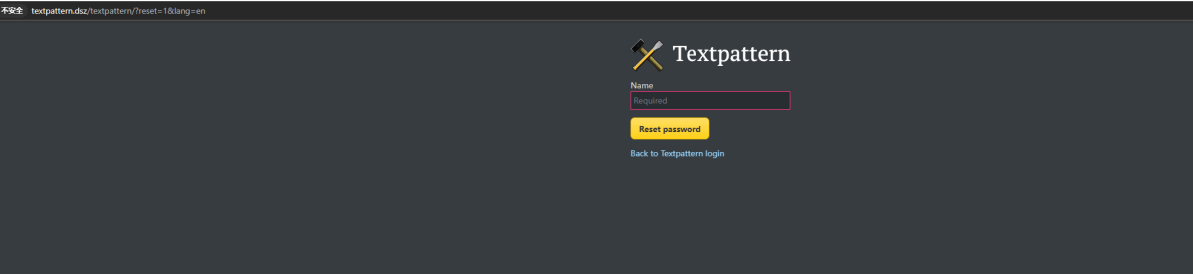 不安全 textpattern.dsz/textpattern/?reset=1&lang=en
Textpattern
Name
Required
Reset password
Back to Textpattern login